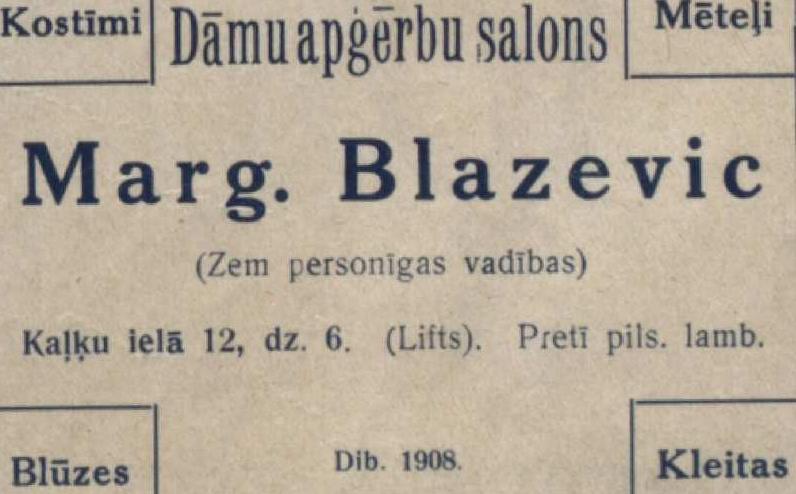 Kostīmi
Dāmu apģērbu salons
Mēteļi
Marg. Blazevic
(Zem personīgas vadības)
Kaļķu ielā 12, dz. 6. (Lifts). Pretī pils. lamb.
Blūzes
Dib. 1908.
Kleitas